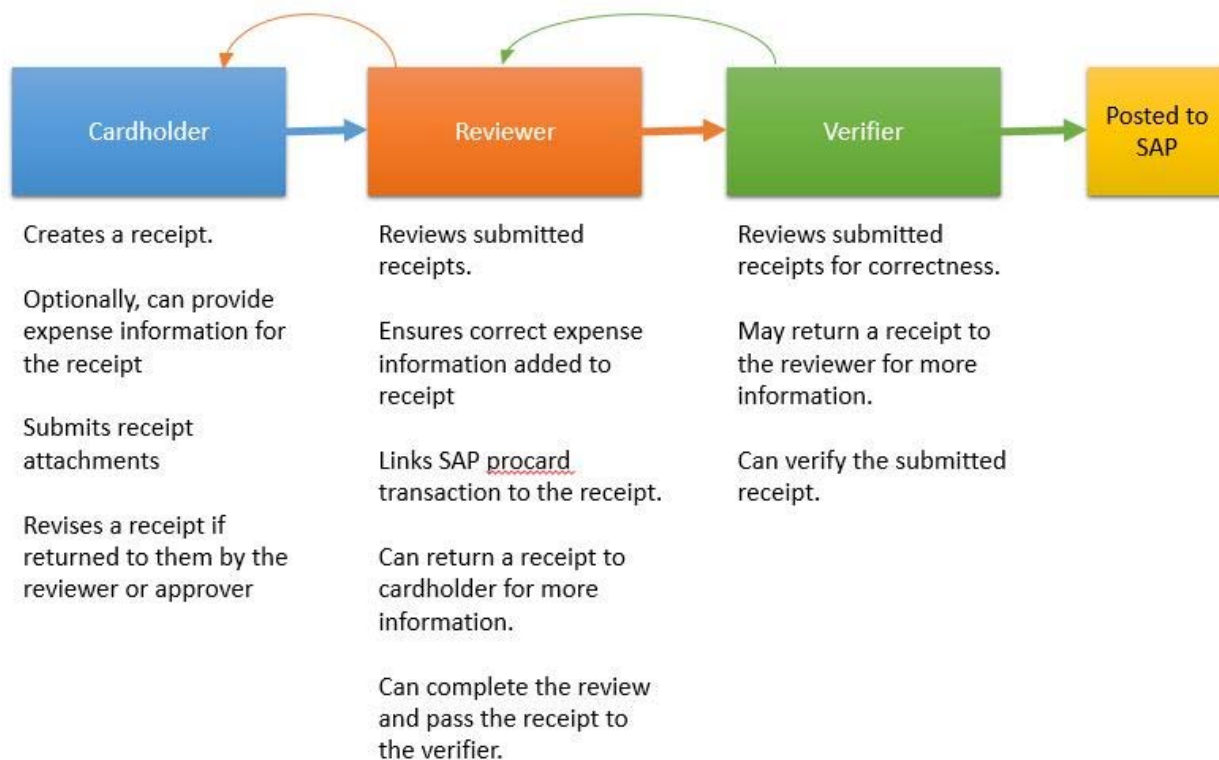 Cardholder
Reviewer
Verifier
Posted to
SAP
Creates a receipt.
Optionally, can provide
expense information for
the receipt
Submits receipt
attachments
Revises a receipt if
returned to them by the
reviewer or approver
Reviews submitted
receipts.
Ensures correct expense
information added to
receipt
Links SAP procard
transaction to the receipt.
Can return a receipt to
cardholder for more
information.
Can complete the review
and pass the receipt to
the verifier.
Reviews submitted
receipts for correctness.
May return a receipt to
the reviewer for more
information.
Can verify the submitted
receipt.